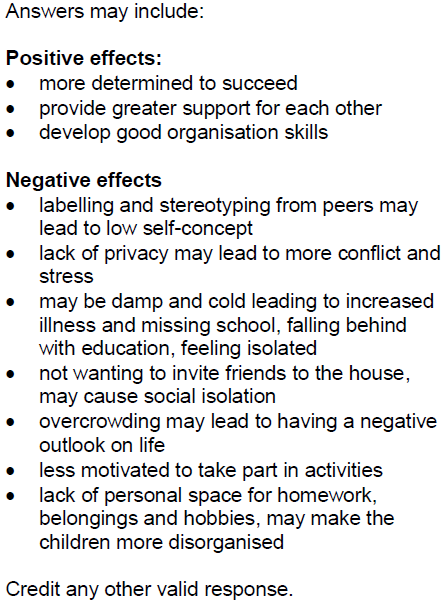 Answers may include:
Positive effects:
• more determined to succeed
• provide greater support for each other
• develop good organisation skills
Negative effects
• labelling and stereotyping from peers may
lead to low self-concept
• lack of privacy may lead to more conflict and
stress
• may be damp and cold leading to increased
illness and missing school, falling behind
with education, feeling isolated
• not wanting to invite friends to the house,
may cause social isolation
• overcrowding may lead to having a negative
outlook on life
• less motivated to take part in activities
• lack of personal space for homework,
belongings and hobbies, may make the
children more disorganised
Credit any other valid response.